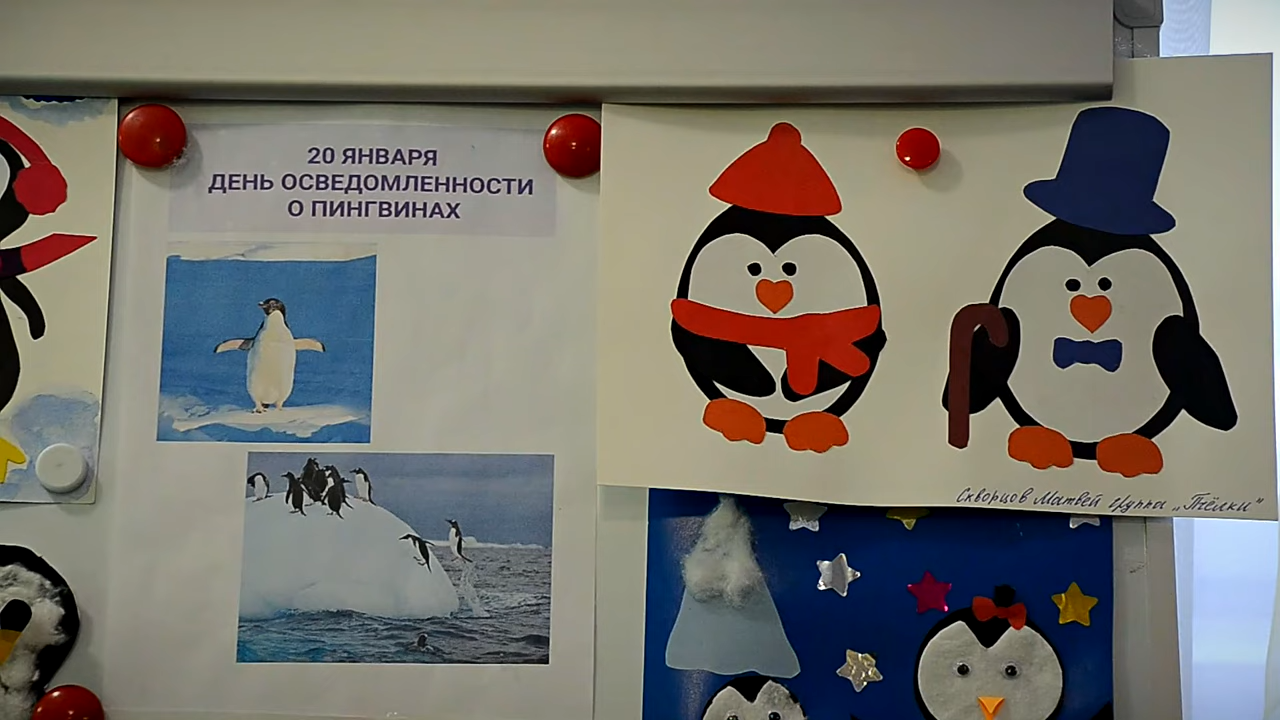 20 ЯНВАРЯ
ДЕНЬ ОСВЕДОМЛЕННОСТИ
О ПИНГВИНАХ
Скворцов Матвей группа „Пчёлки"